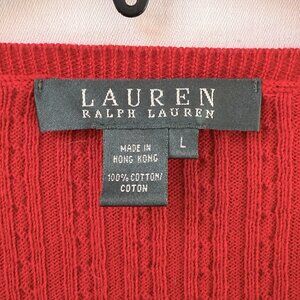 LAUREN
RALPH LAUREN
L
MADE IN
HONG KONG
100% COTTON/
COTON